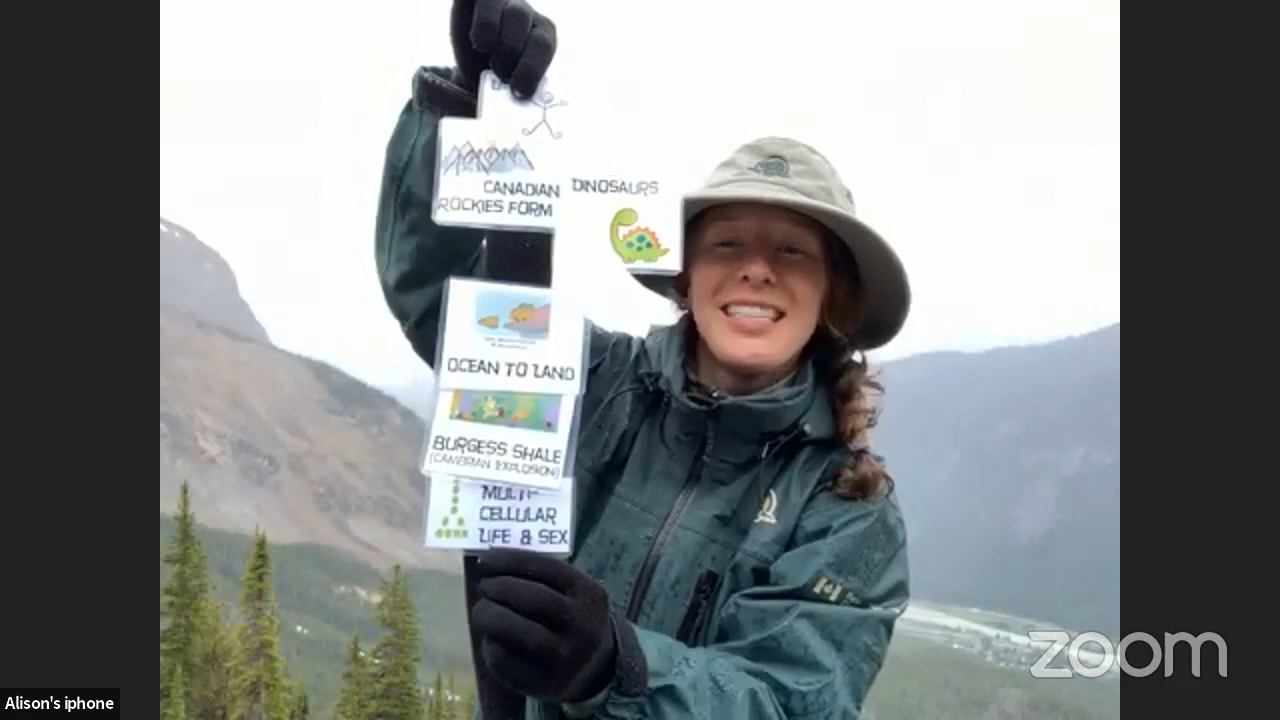 CANADIAN
ROCKIES FORM
DINOSAURS
OCEAN TO LAND
BURGESS SHALE
(CAMBRIAN EXPLOSION)
MULTI-
CELLULAR
LIFE & SEX
zoom
Alison's iphone